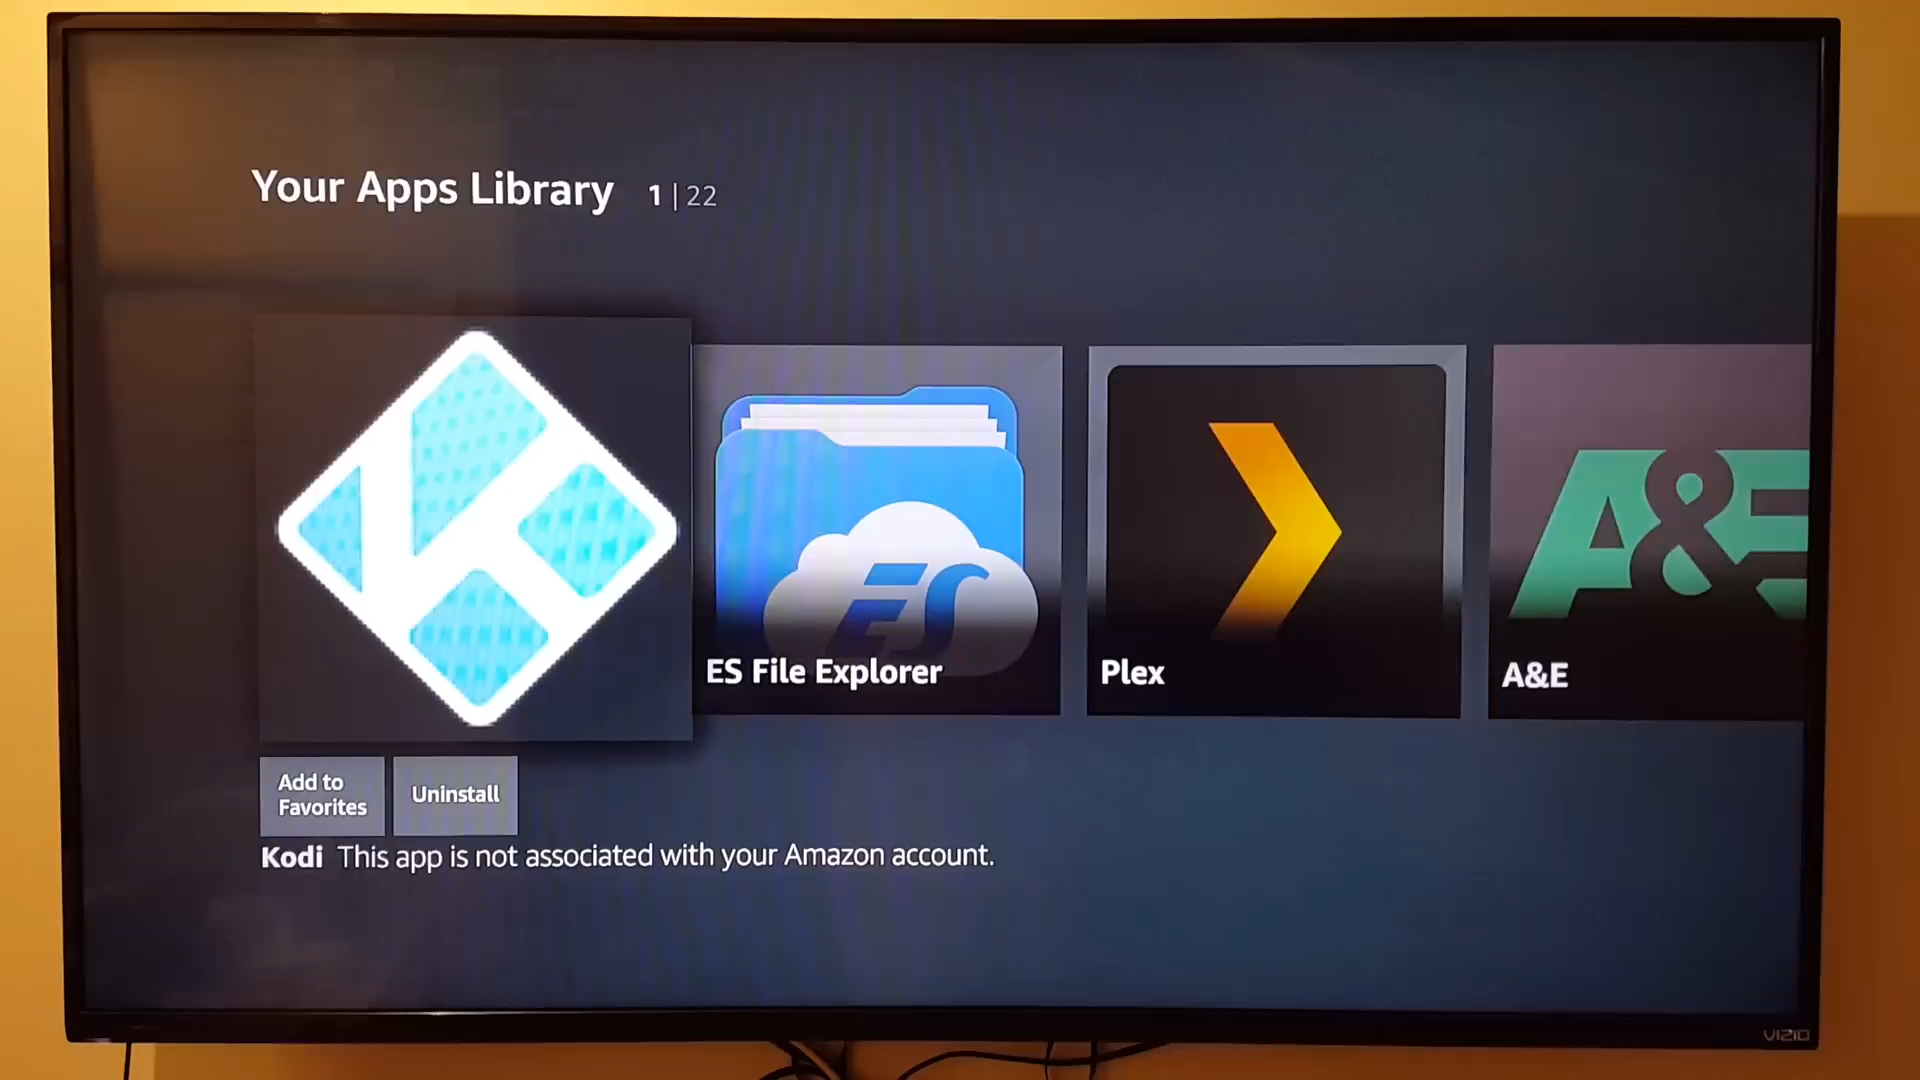 Your Apps Library 1 | 22
ES
A&E
ES File Explorer
Plex
A&E
Add to
Favorites
Uninstall
Kodi This app is not associated with your Amazon account.
VIZIO